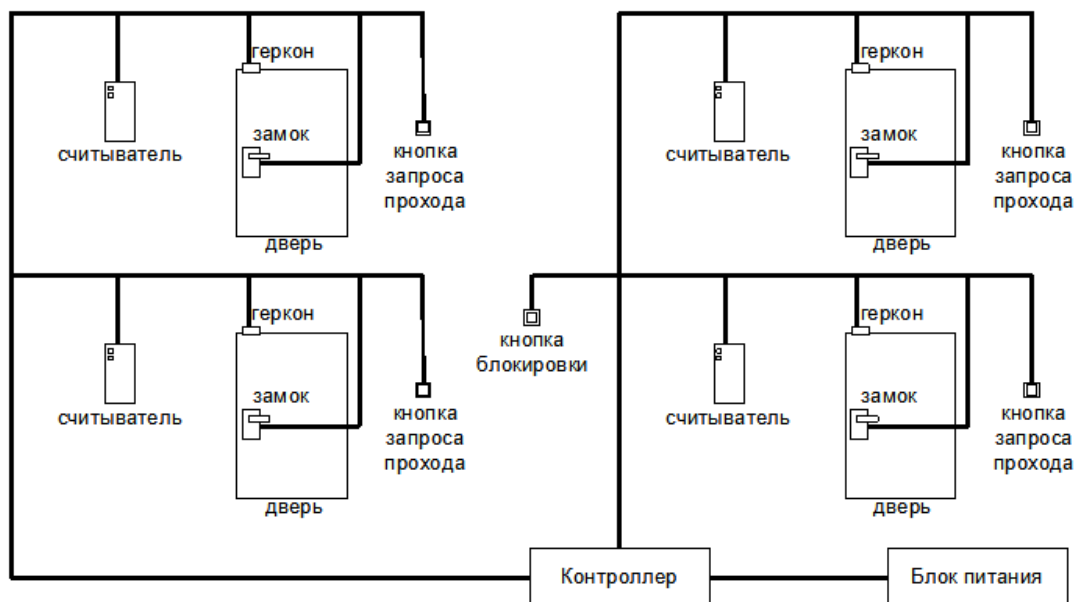 геркон
замок
считыватель
кнопка
запроса
прохода
дверь
геркон
замок
считыватель
кнопка
запроса
прохода
дверь
геркон
замок
считыватель
кнопка
запроса
прохода
дверь
кнопка
блокировки
геркон
замок
считыватель
кнопка
запроса
прохода
дверь
Контроллер
Блок питания